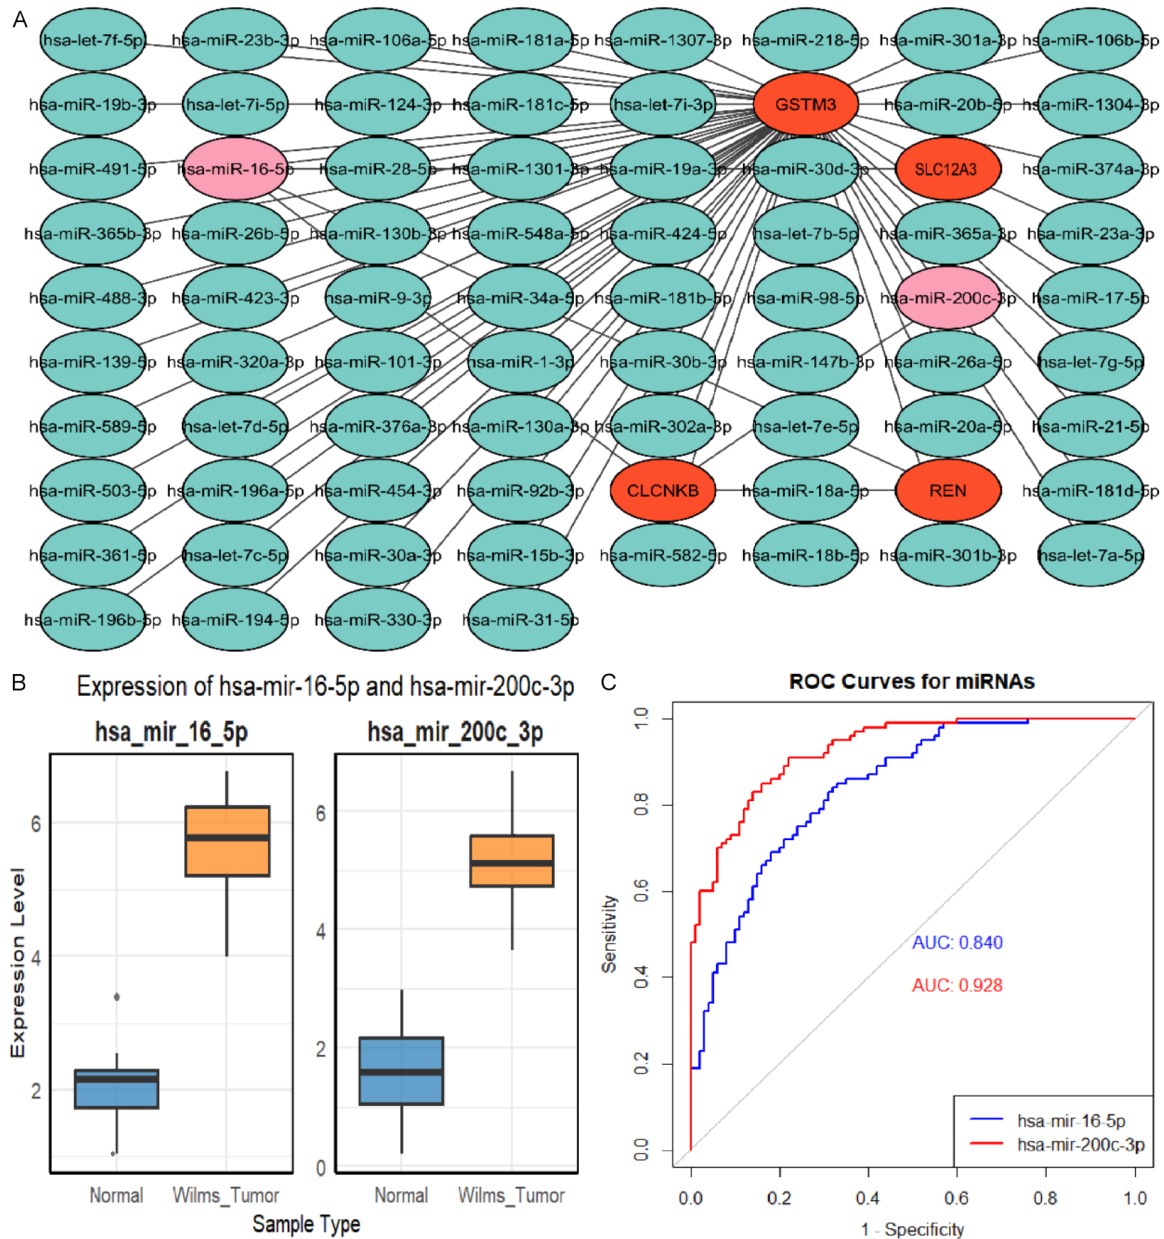 A
hsa-let-7f-5p hsa-miR-23b-3p hsa-miR-106a-5p hsa-miR-181a-5p hsa-miR-1307-3p hsa-miR-218-5p hsa-miR-301a-3p hsa-miR-106b-5p
hsa-miR-19b-3p hsa-let-7i-5p hsa-miR-124-3p hsa-miR-181c-5p hsa-let-7i-3p GSTM3 hsa-miR-20b-5p hsa-miR-1304-3p
hsa-miR-491-5p hsa-miR-16-5p hsa-miR-28-5p hsa-miR-1301-3p hsa-miR-19a-3p hsa-miR-30d-3p SLC12A3 hsa-miR-374a-3p
hsa-miR-365b-3p hsa-miR-26b-5p hsa-miR-130b-3p hsa-miR-548a-5p hsa-miR-424-5p hsa-let-7b-5p hsa-miR-365a-3p hsa-miR-23a-3p
hsa-miR-488-3p hsa-miR-423-3p hsa-miR-9-3p hsa-miR-34a-5p hsa-miR-181b-5p hsa-miR-98-5p hsa-miR-200c-3p hsa-miR-17-5p
hsa-miR-139-5p hsa-miR-320a-3p hsa-miR-101-3p hsa-miR-1-3p hsa-miR-30b-3p hsa-miR-147b-3p hsa-miR-26a-5p hsa-let-7g-5p
hsa-miR-589-5p hsa-let-7d-5p hsa-miR-376a-3p hsa-miR-130a-3p hsa-miR-302a-3p hsa-let-7e-5p hsa-miR-20a-5p hsa-miR-21-5p
hsa-miR-503-5p hsa-miR-196a-5p hsa-miR-454-3p hsa-miR-92b-3p CLCNKB hsa-miR-18a-5p REN hsa-miR-181d-5p
hsa-miR-361-5p hsa-let-7c-5p hsa-miR-30a-3p hsa-miR-15b-3p hsa-miR-582-5p hsa-miR-18b-5p hsa-miR-301b-3p hsa-let-7a-5p
hsa-miR-196b-5p hsa-miR-194-5p hsa-miR-330-3p hsa-miR-31-5p
B
Expression of hsa-mir-16-5p and hsa-mir-200c-3p
hsa_mir_16_5p hsa_mir_200c_3p
Expression Level
6
4
2
6
4
2
0
Normal Wilms_Tumor Normal Wilms_Tumor
Sample Type
C
ROC Curves for miRNAs
Sensitivity
1.0
0.8
0.6
0.4
0.2
0.0
AUC: 0.840
AUC: 0.928
hsa-mir-16-5p
hsa-mir-200c-3p
0.0 0.2 0.4 0.6 0.8 1.0
1 - Specificity